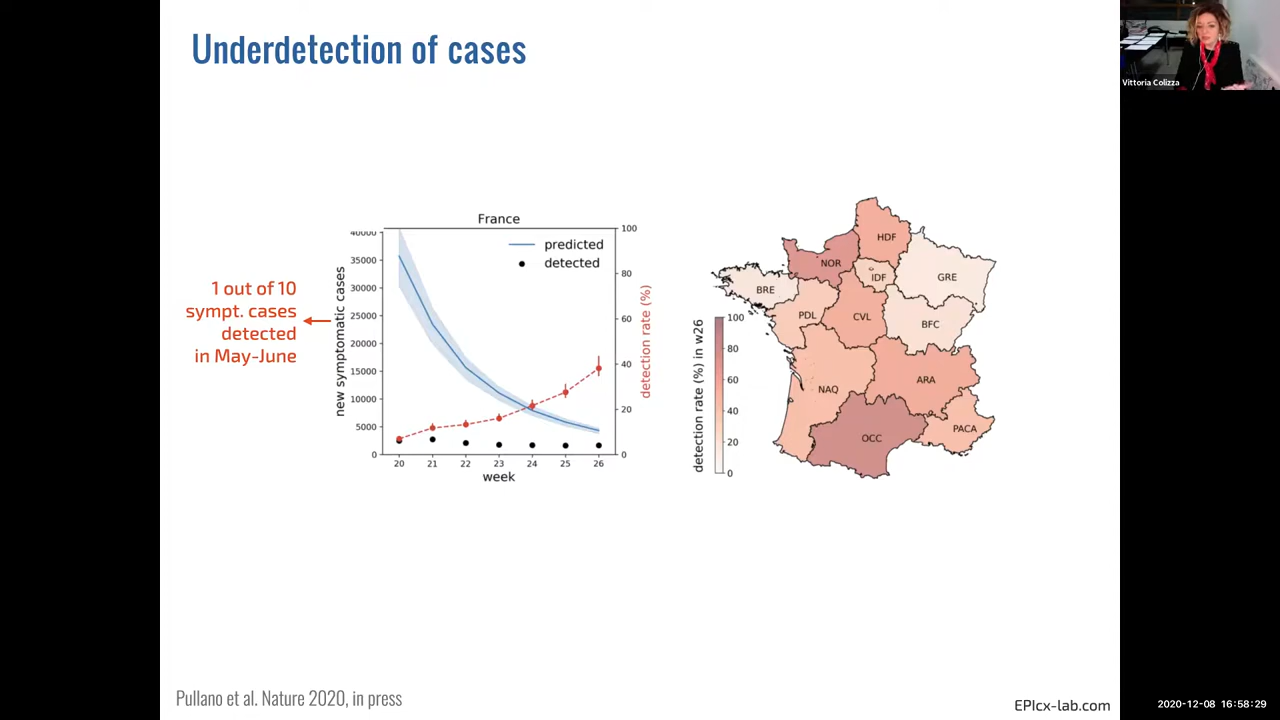 Underdetection of cases
Vittoria Colizza
1 out of 10
sympt. cases
detected
in May-June
France
predicted
detected
new symptomatic cases
40000
35000
30000
25000
20000
15000
10000
5000
0
100
80
60
40
20
0
detection rate (%)
20 21 22 23 24 25 26
week
detection rate (%) in w26
100
80
60
40
20
0
HDF
NOR
IDF
GRE
BRE
PDL
CVL
BFC
NAQ
ARA
OCC
PACA
Pullano et al. Nature 2020, in press
EPIcx-lab.com
2020-12-08 16:58:29